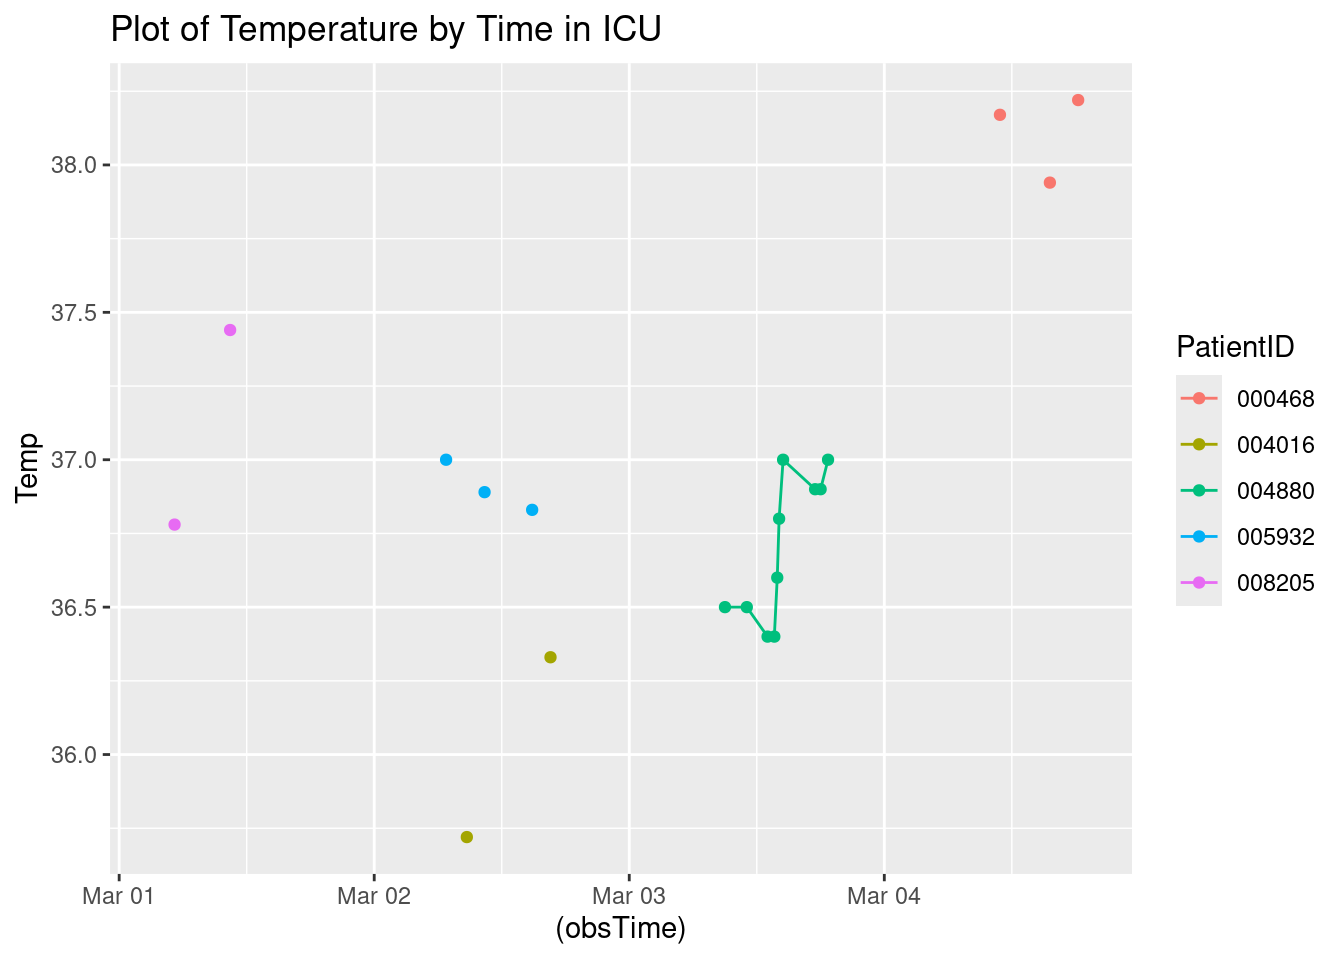 Plot of Temperature by Time in ICU
38.0
37.5
37.0
36.5
36.0
Temp
Mar 01
Mar 02
Mar 03
Mar 04
(obsTime)
PatientID
000468
004016
004880
005932
008205